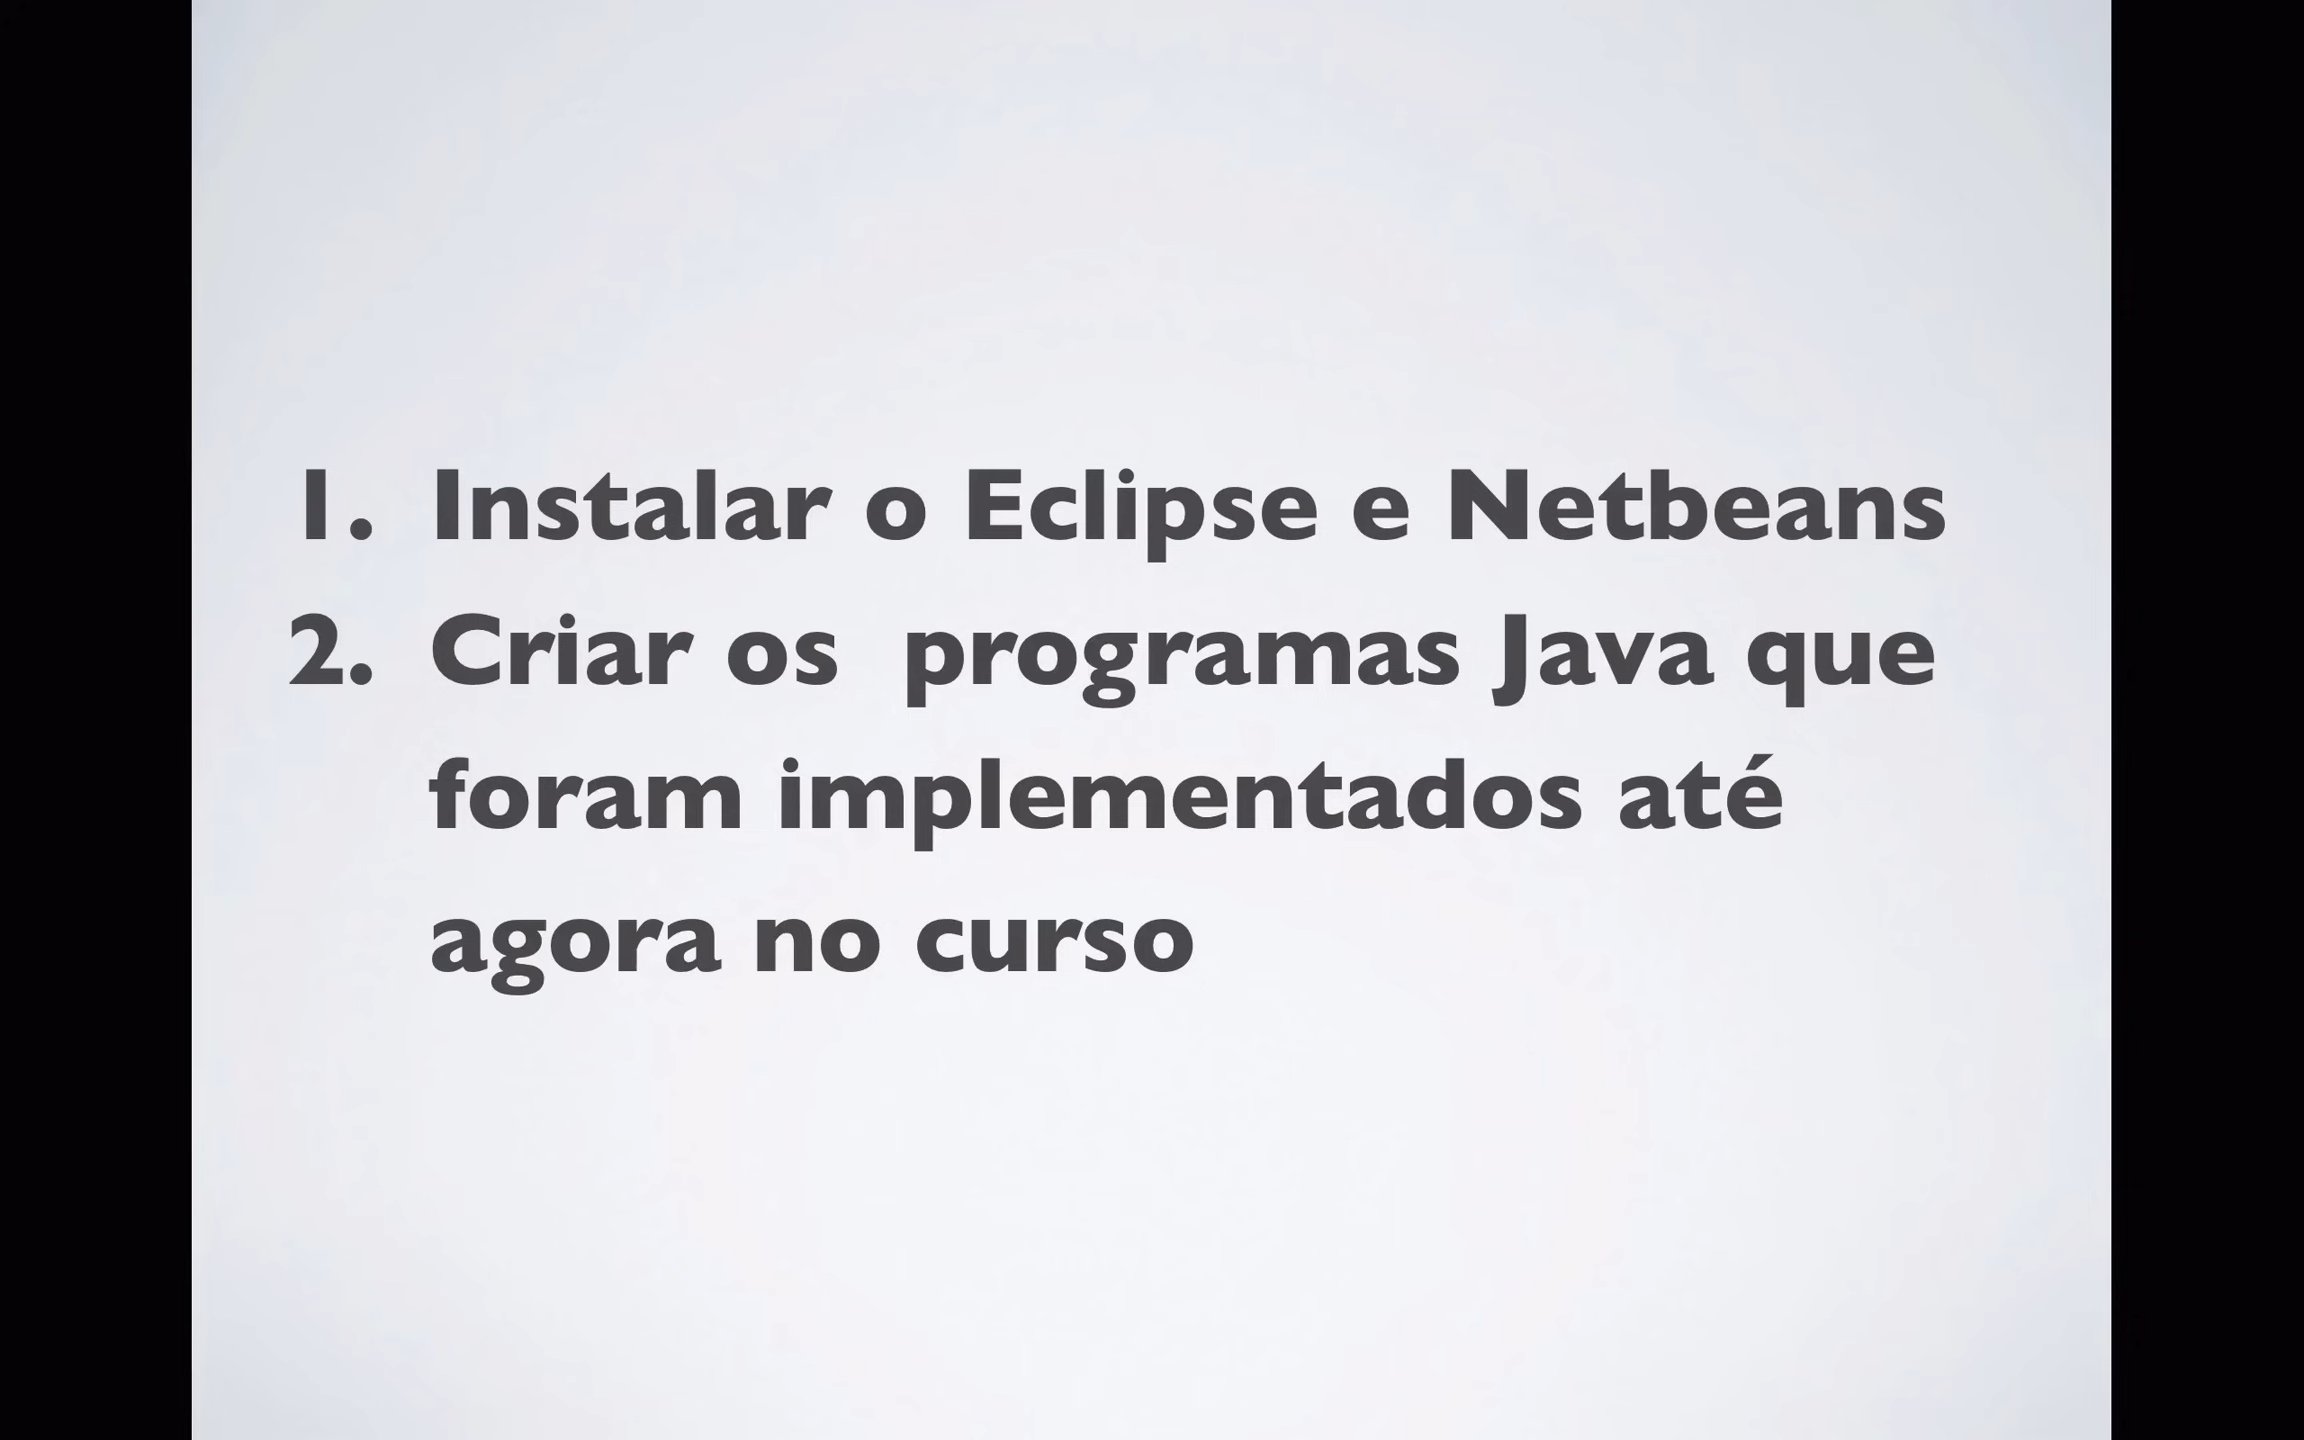 1. Instalar o Eclipse e Netbeans
2. Criar os  programas Java que
foram implementados até
agora no curso